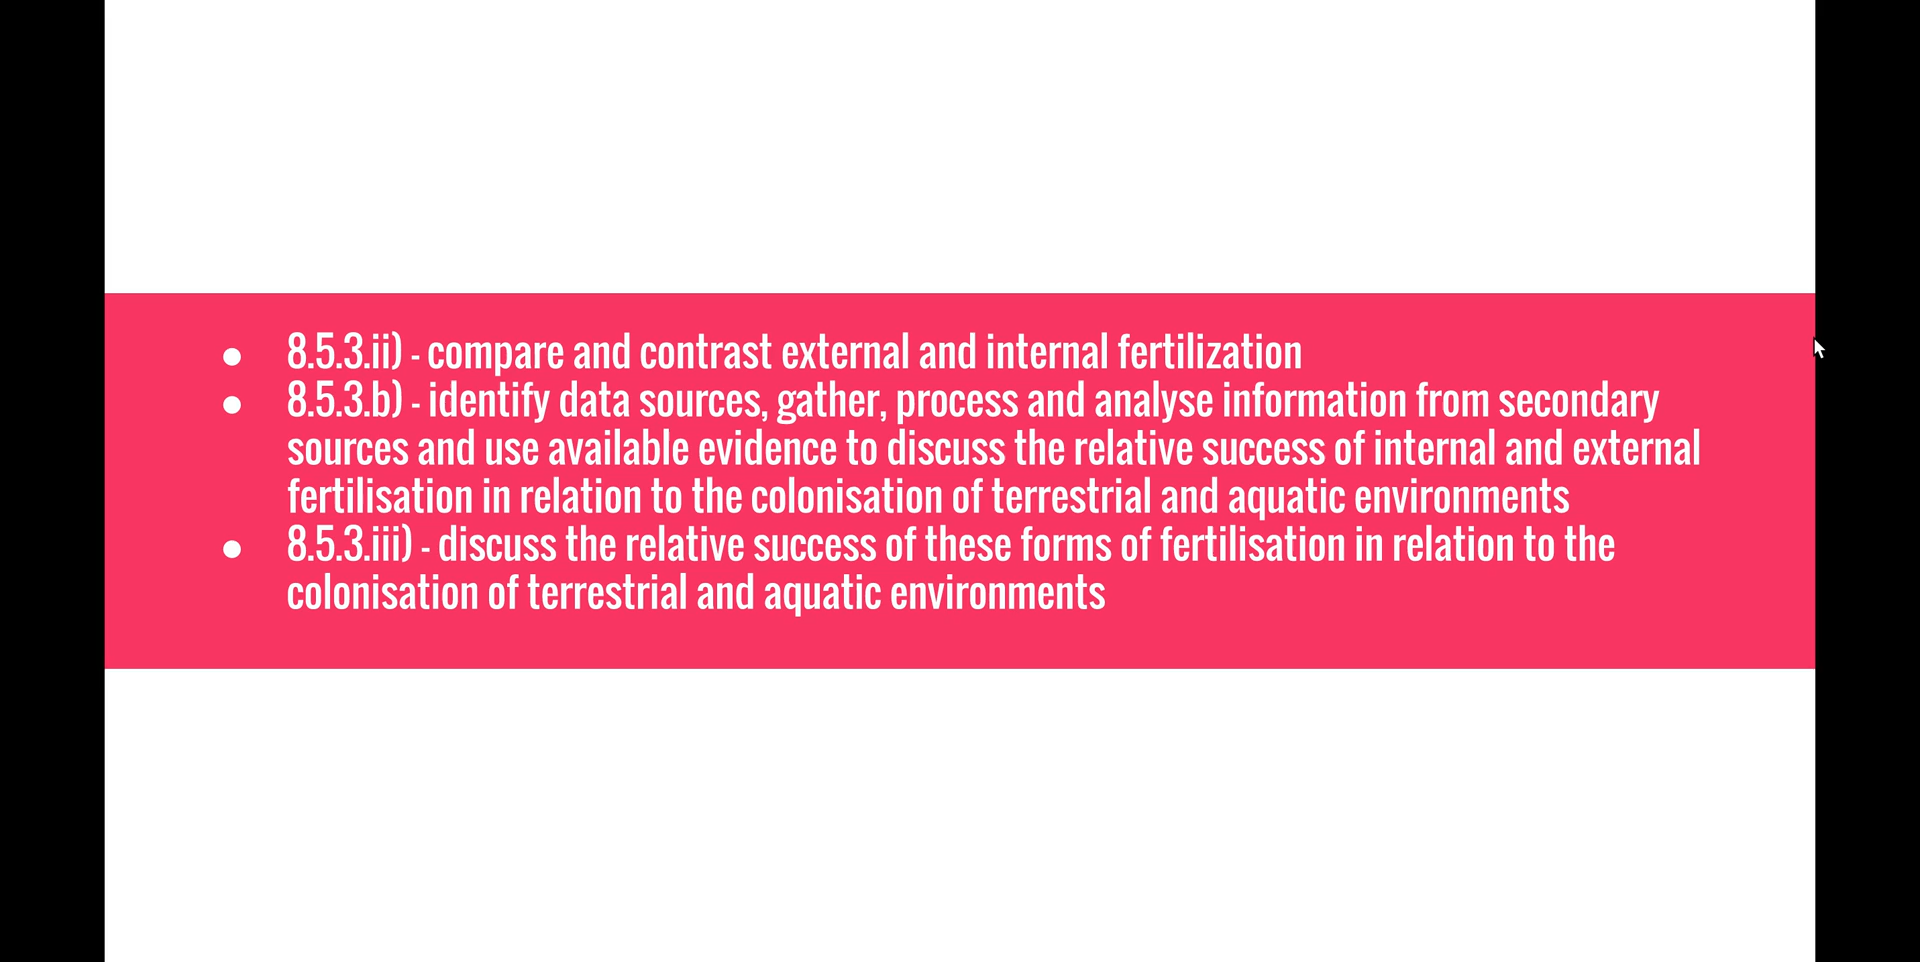 ● 8.5.3.ii) - compare and contrast external and internal fertilization
● 8.5.3.b) - identify data sources, gather, process and analyse information from secondary
sources and use available evidence to discuss the relative success of internal and external
fertilisation in relation to the colonisation of terrestrial and aquatic environments
● 8.5.3.iii) - discuss the relative success of these forms of fertilisation in relation to the
colonisation of terrestrial and aquatic environments